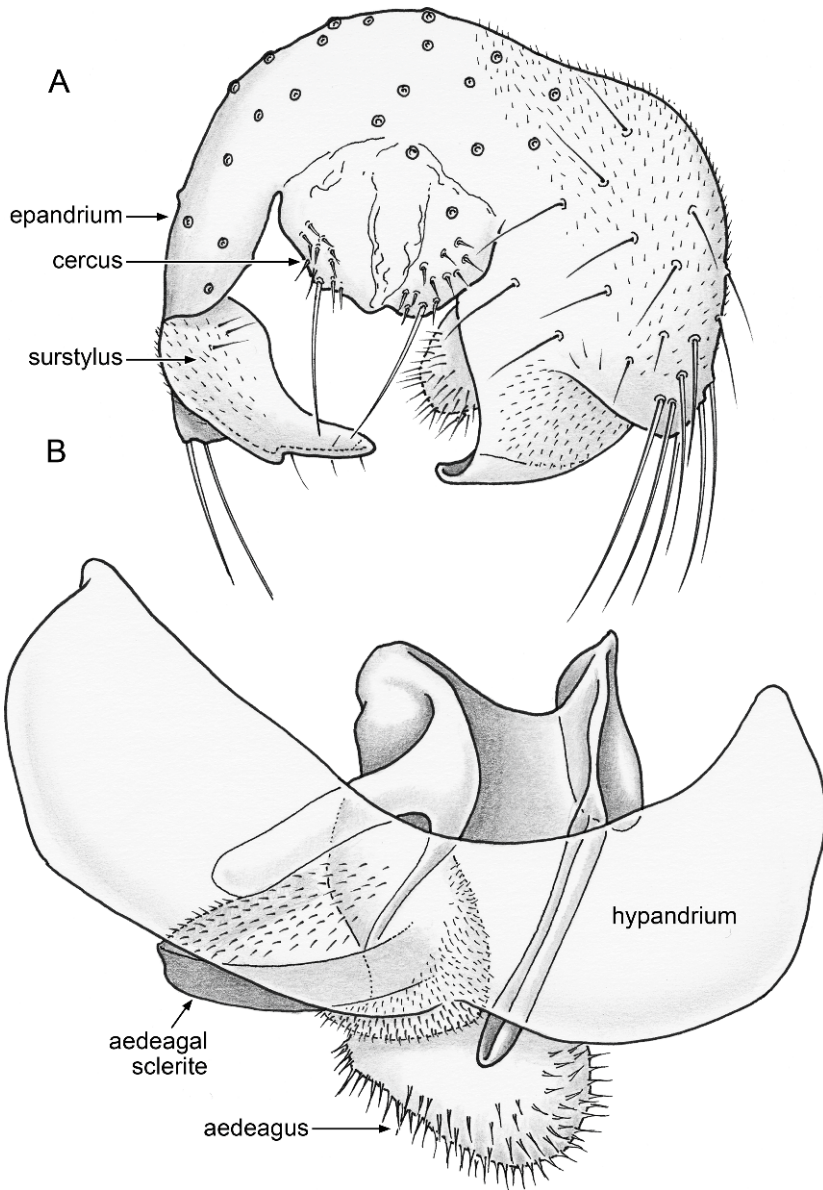 A
epandrium
cercus
surstylus
B
hypandrium
aedeagal
sclerite
aedeagus